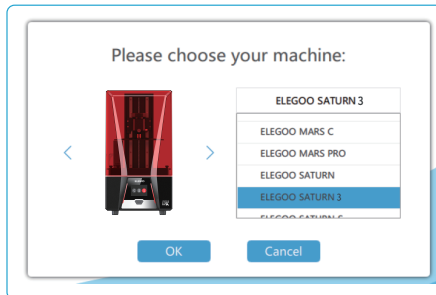 Please choose your machine:
ELEGOO SATURN 3
ELEGOO MARS C
ELEGOO MARS PRO
ELEGOO SATURN
ELEGOO SATURN 3
OK
Cancel